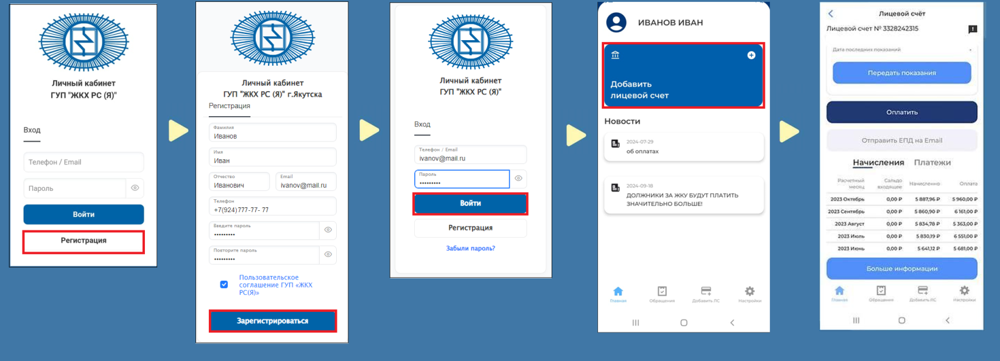 Личный кабинет
ГУП "ЖКХ РС (Я)"
Вход
Телефон / Email
Пароль
Войти
Регистрация
Личный кабинет
ГУП "ЖКХ РС (Я)" г.Якутска
Регистрация
Фамилия
Иванов
Имя
Иван
Отчество Email
Иванович ivanov@mail.ru
Телефон
+7(924)777-77- 77
Введите пароль
•••••••••
Повторите пароль
•••••••••
Пользовательское
соглашение ГУП «ЖКХ
РС(Я)»
Зарегистрироваться
Личный кабинет
ГУП "ЖКХ РС (Я)"
Вход
Телефон / Email
ivanov@mail.ru
Пароль
•••••••••
Войти
Регистрация
Забыли пароль?
ИВАНОВ ИВАН
Добавить
лицевой счет
Новости
2024-07-29
об оплатах
2024-09-18
ДОЛЖНИКИ ЗА ЖКУ БУДУТ ПЛАТИТЬ
ЗНАЧИТЕЛЬНО БОЛЬШЕ!
Главная Обращения Добавить ЛС Настройки
Лицевой счёт
Лицевой счет № 3328242315
Дата последних показаний -
Передать показания
Оплатить
Отправить ЕПД на Email
Начисления Платежи
Расчетный Сальдо Начисленно Оплата
месяц входящее
2023 Октябрь 0,00 ₽ 5 887,96 ₽ 5 960,00 ₽
2023 Сентябрь 0,00 ₽ 5 860,90 ₽ 6 161,00 ₽
2023 Август 0,00 ₽ 5 834,78 ₽ 5 363,00 ₽
2023 Июль 0,00 ₽ 5 830,19 ₽ 6 551,00 ₽
2023 Июнь 0,00 ₽ 5 641,12 ₽ 5 681,00 ₽
Больше информации
Главная Обращения Добавить ЛС Настройки